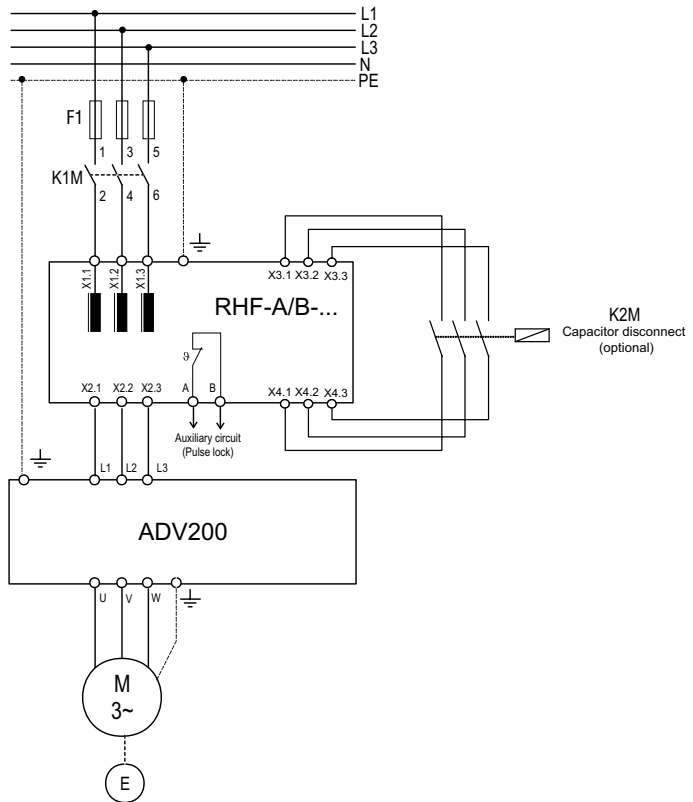 L1
L2
L3
N
PE
F1
1 3 5
K1M
2 4 6
X1.1 X1.2 X1.3
X3.1 X3.2 X3.3
RHF-A/B-...
K2M
Capacitor disconnect
(optional)
ϑ
X2.1 X2.2 X2.3 A B X4.1 X4.2 X4.3
Auxiliary circuit
(Pulse lock)
L1 L2 L3
ADV200
U V W
M
3~
E